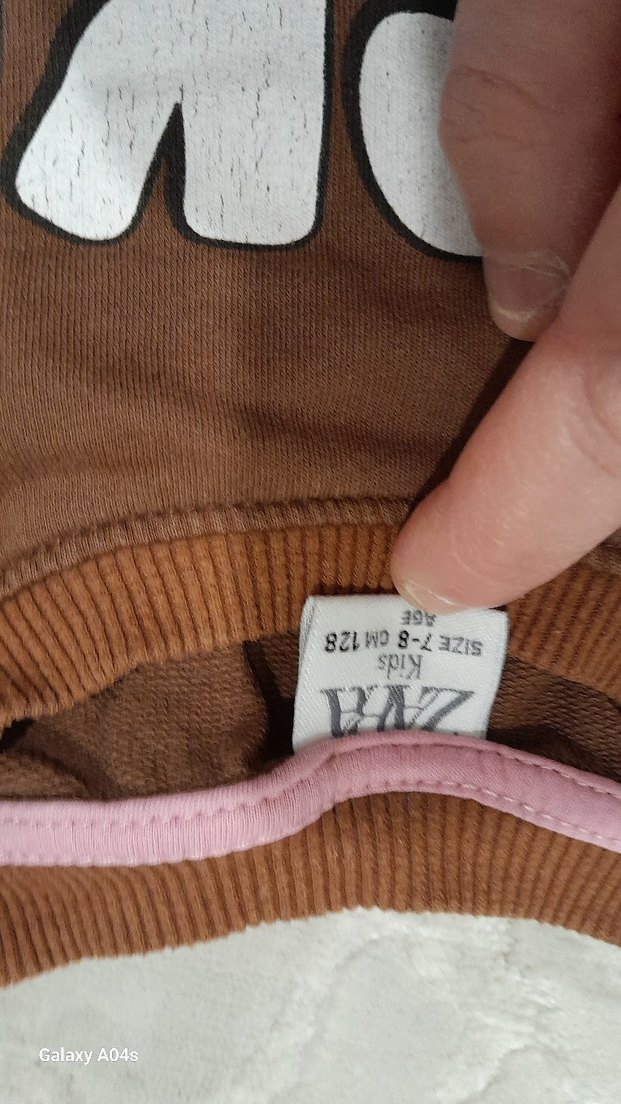 ZARA
Kids
SIZE 7-8 CM 128
AGE
Galaxy A04s